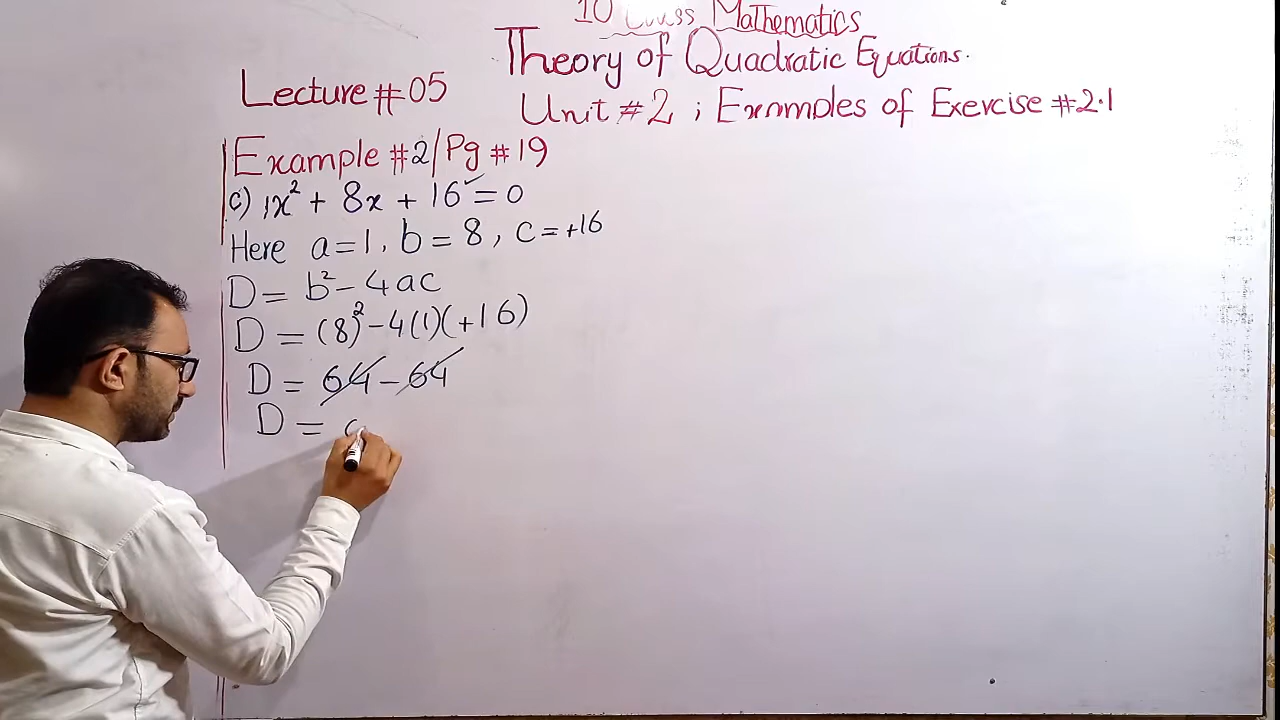 10 Class Mathematics
Theory of Quadratic Equations.
Lecture #05
Unit #2 ; Examples of Exercise #2.1
Example #2/Pg #19
c) 1x² + 8x + 16 = 0
Here a=1, b=8, c=+16
D = b² - 4ac
D = (8)² - 4(1)(+16)
D = 64 - 64
D =